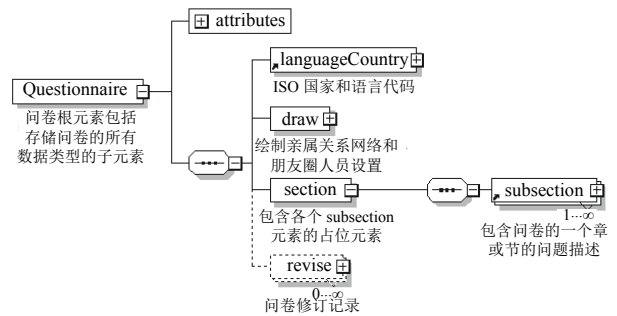 attributes
languageCountry
ISO 国家和语言代码
Questionnaire
问卷根元素包括
存储问卷的所有
数据类型的子元素
draw
绘制亲属关系网络和
朋友圈人员设置
section
包含各个 subsection
元素的占位元素
subsection
1…∞
包含问卷的一个章
或节的问题描述
revise
0…∞
问卷修订记录